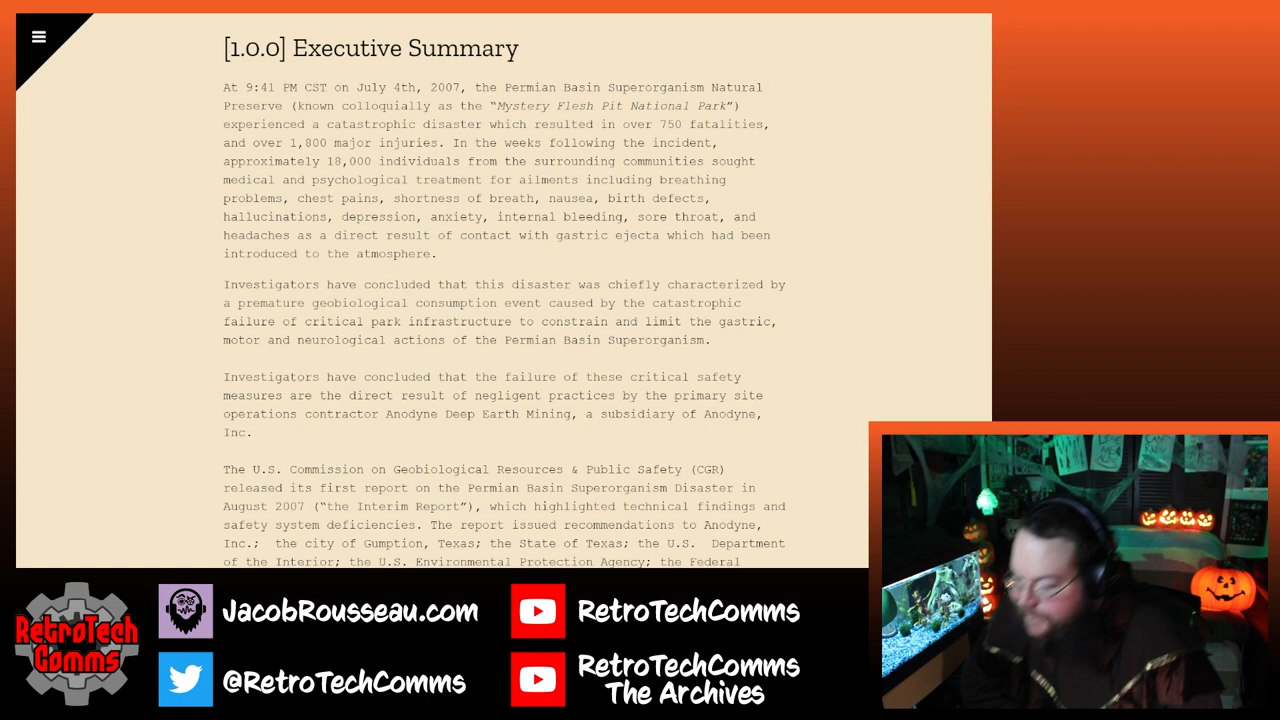 [1.0.0] Executive Summary
At 9:41 PM CST on July 4th, 2007, the Permian Basin Superorganism Natural
Preserve (known colloquially as the “Mystery Flesh Pit National Park”)
experienced a catastrophic disaster which resulted in over 750 fatalities,
and over 1,800 major injuries. In the weeks following the incident,
approximately 18,000 individuals from the surrounding communities sought
medical and psychological treatment for ailments including breathing
problems, chest pains, shortness of breath, nausea, birth defects,
hallucinations, depression, anxiety, internal bleeding, sore throat, and
headaches as a direct result of contact with gastric ejecta which had been
introduced to the atmosphere.
Investigators have concluded that this disaster was chiefly characterized by
a premature geobiological consumption event caused by the catastrophic
failure of critical park infrastructure to constrain and limit the gastric,
motor and neurological actions of the Permian Basin Superorganism.
Investigators have concluded that the failure of these critical safety
measures are the direct result of negligent practices by the primary site
operations contractor Anodyne Deep Earth Mining, a subsidiary of Anodyne,
Inc.
The U.S. Commission on Geobiological Resources & Public Safety (CGR)
released its first report on the Permian Basin Superorganism Disaster in
August 2007 (“the Interim Report”), which highlighted technical findings and
safety system deficiencies. The report issued recommendations to Anodyne,
Inc.;  the city of Gumption, Texas; the State of Texas; the U.S.  Department
of the Interior; the U.S. Environmental Protection Agency; the Federal
RetroTech
Comms
JacobRousseau.com
@RetroTechComms
RetroTechComms
RetroTechComms
The Archives